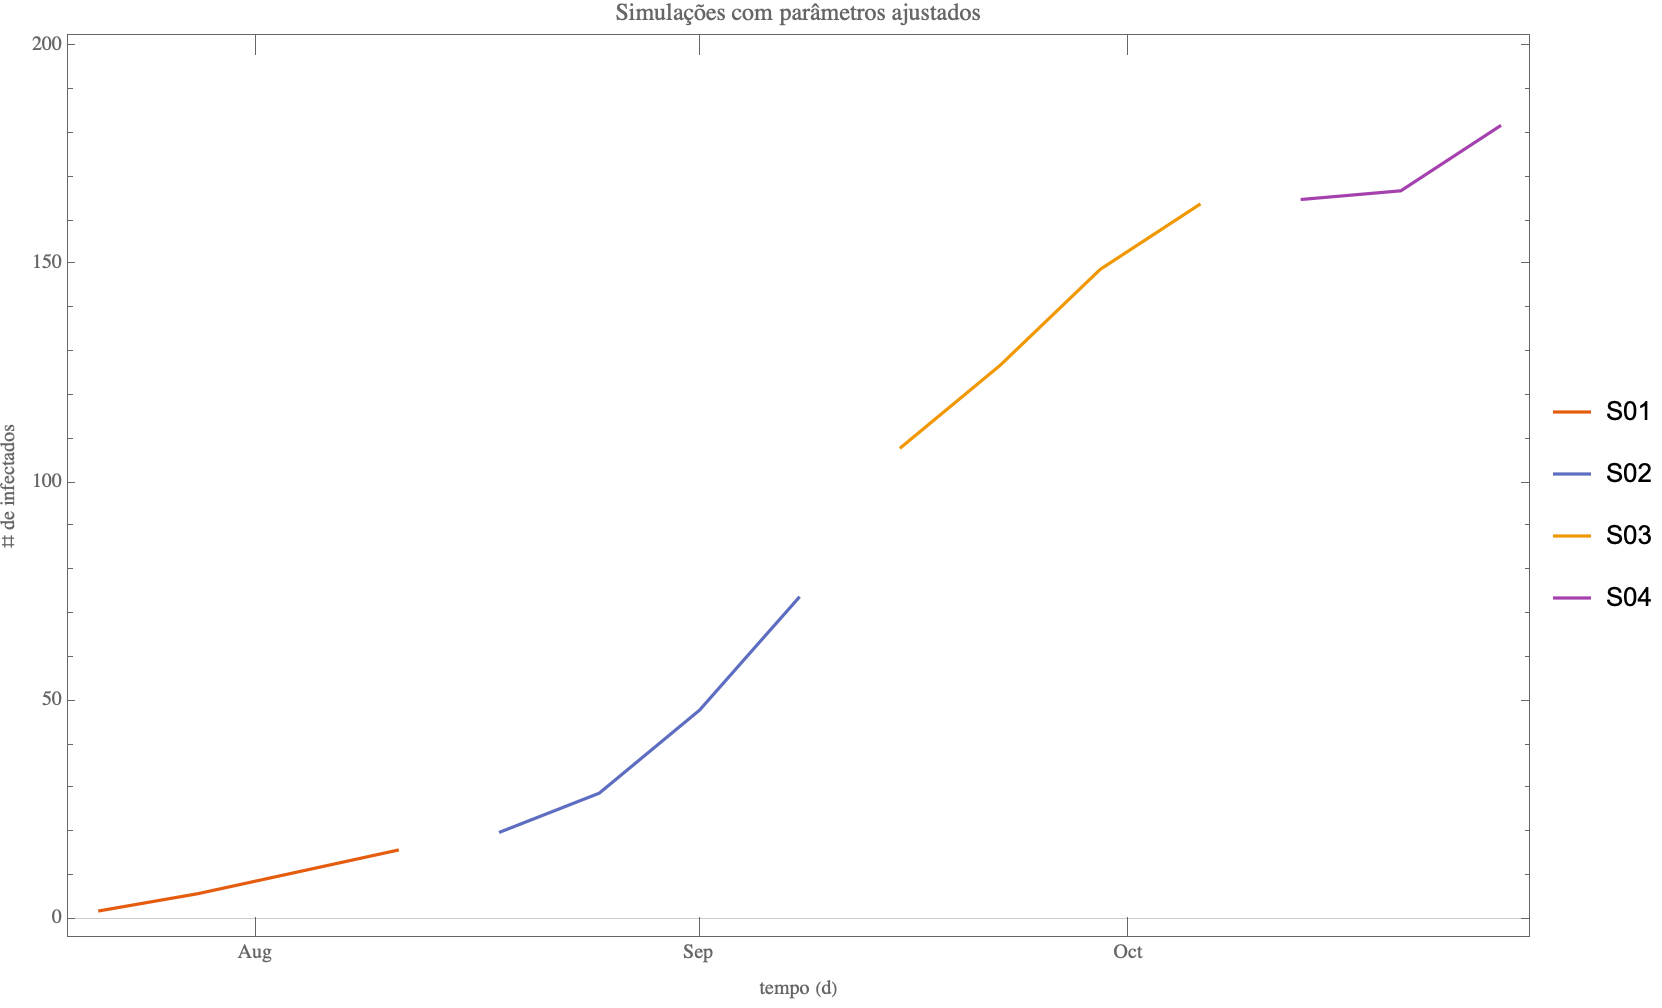 Simulações com parâmetros ajustados
200
150
100
50
0
# de infectados
Aug
Sep
Oct
tempo (d)
S01
S02
S03
S04